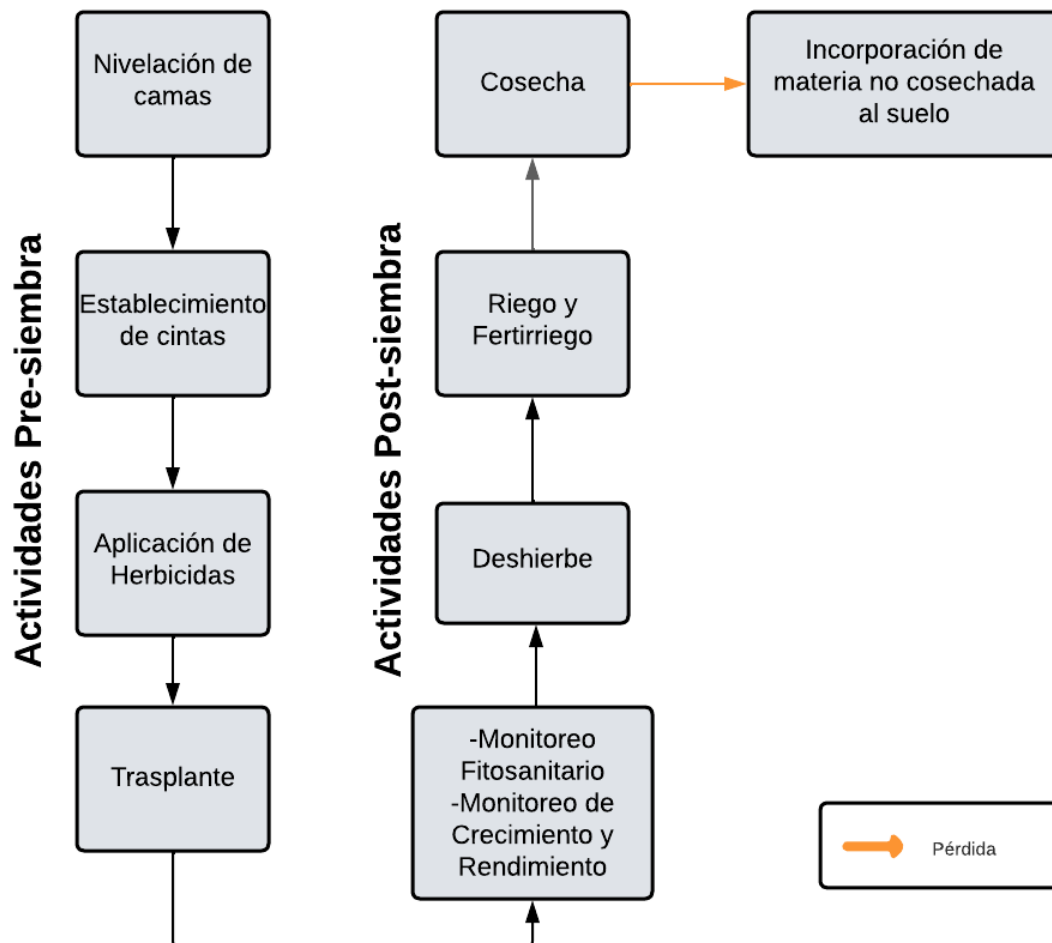 Actividades Pre-siembra
Nivelación de
camas
Establecimiento
de cintas
Aplicación de
Herbicidas
Trasplante
Actividades Post-siembra
Cosecha
Riego y
Fertirriego
Deshierbe
-Monitoreo
Fitosanitario
-Monitoreo de
Crecimiento y
Rendimiento
Incorporación de
materia no cosechada
al suelo
Pérdida